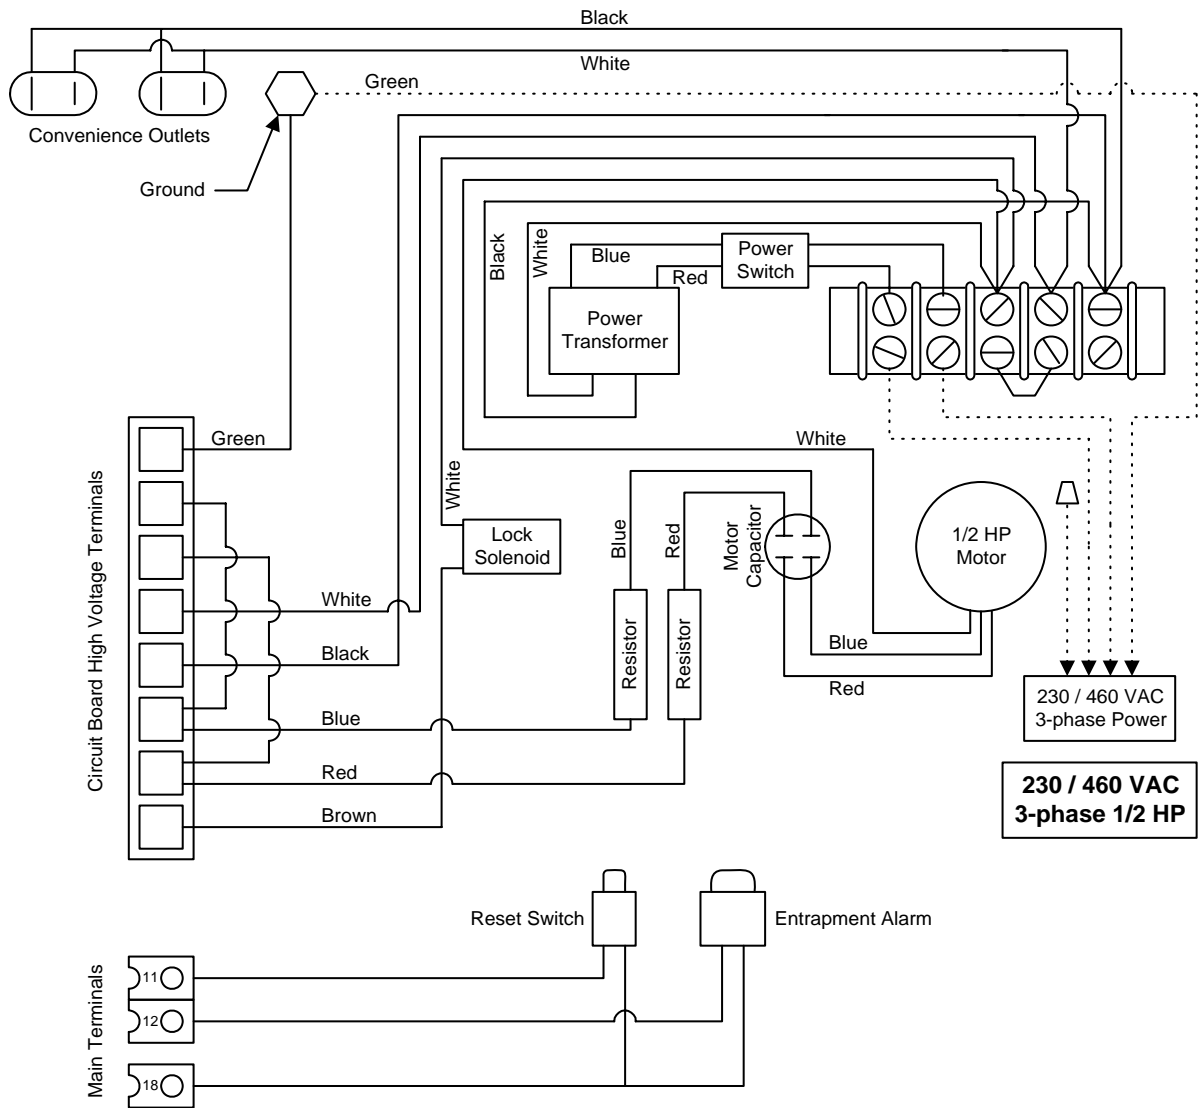 Black
White
Green
Convenience Outlets
Ground
Black
White
Blue
Red
Power
Switch
Power
Transformer
Green
White
White
Circuit Board High Voltage Terminals
Lock
Solenoid
Blue
Red
Motor
Capacitor
1/2 HP
Motor
White
Resistor
Resistor
Black
Blue
Red
Blue
Red
Brown
230 / 460 VAC
3-phase Power
230 / 460 VAC
3-phase 1/2 HP
Reset Switch
Entrapment Alarm
Main Terminals
11
12
18